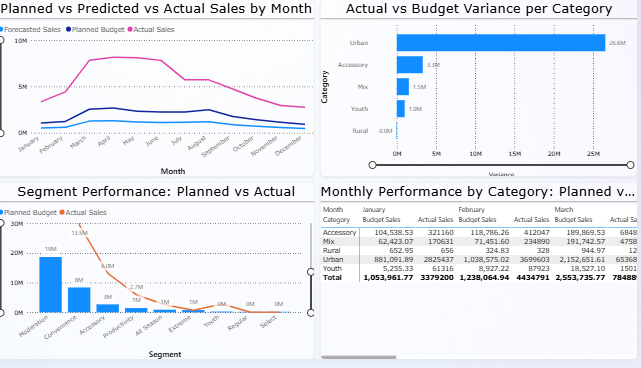 Planned vs Predicted vs Actual Sales by Month
Forecasted Sales Planned Budget Actual Sales
10M
5M
0M
January February March April May June July August September October November December
Month
Actual vs Budget Variance per Category
Category
Urban 26.6M
Accessory 3.3M
Mix 1.5M
Youth 1.0M
Rural 0.0M
0M 5M 10M 15M 20M 25M
Variance
Segment Performance: Planned vs Actual
Planned Budget Actual Sales
30M
20M
10M
0M
19M 8M 3M 1M 1M 1M 0M 0M 0M
13.5M 6.0M 2.7M
Moderation Convenience Accessory Productivity All Season Extreme Youth Regular Select
Segment
Monthly Performance by Category: Planned v...
Month January February March
Category Budget Sales Actual Sales Budget Sales Actual Sales Budget Sales Actual Sa
Accessory 104,538.53 321160 118,786.26 412047 189,869.53 6848
Mix 62,423.07 170631 71,451.60 234890 191,742.57 4758
Rural 652.95 656 324.83 328 944.97 12
Urban 881,091.89 2825437 1,038,575.02 3699603 2,152,651.61 65368
Youth 5,255.33 61316 8,927.22 87923 18,527.10 1501
Total 1,053,961.77 3379200 1,238,064.94 4434791 2,553,735.77 78488